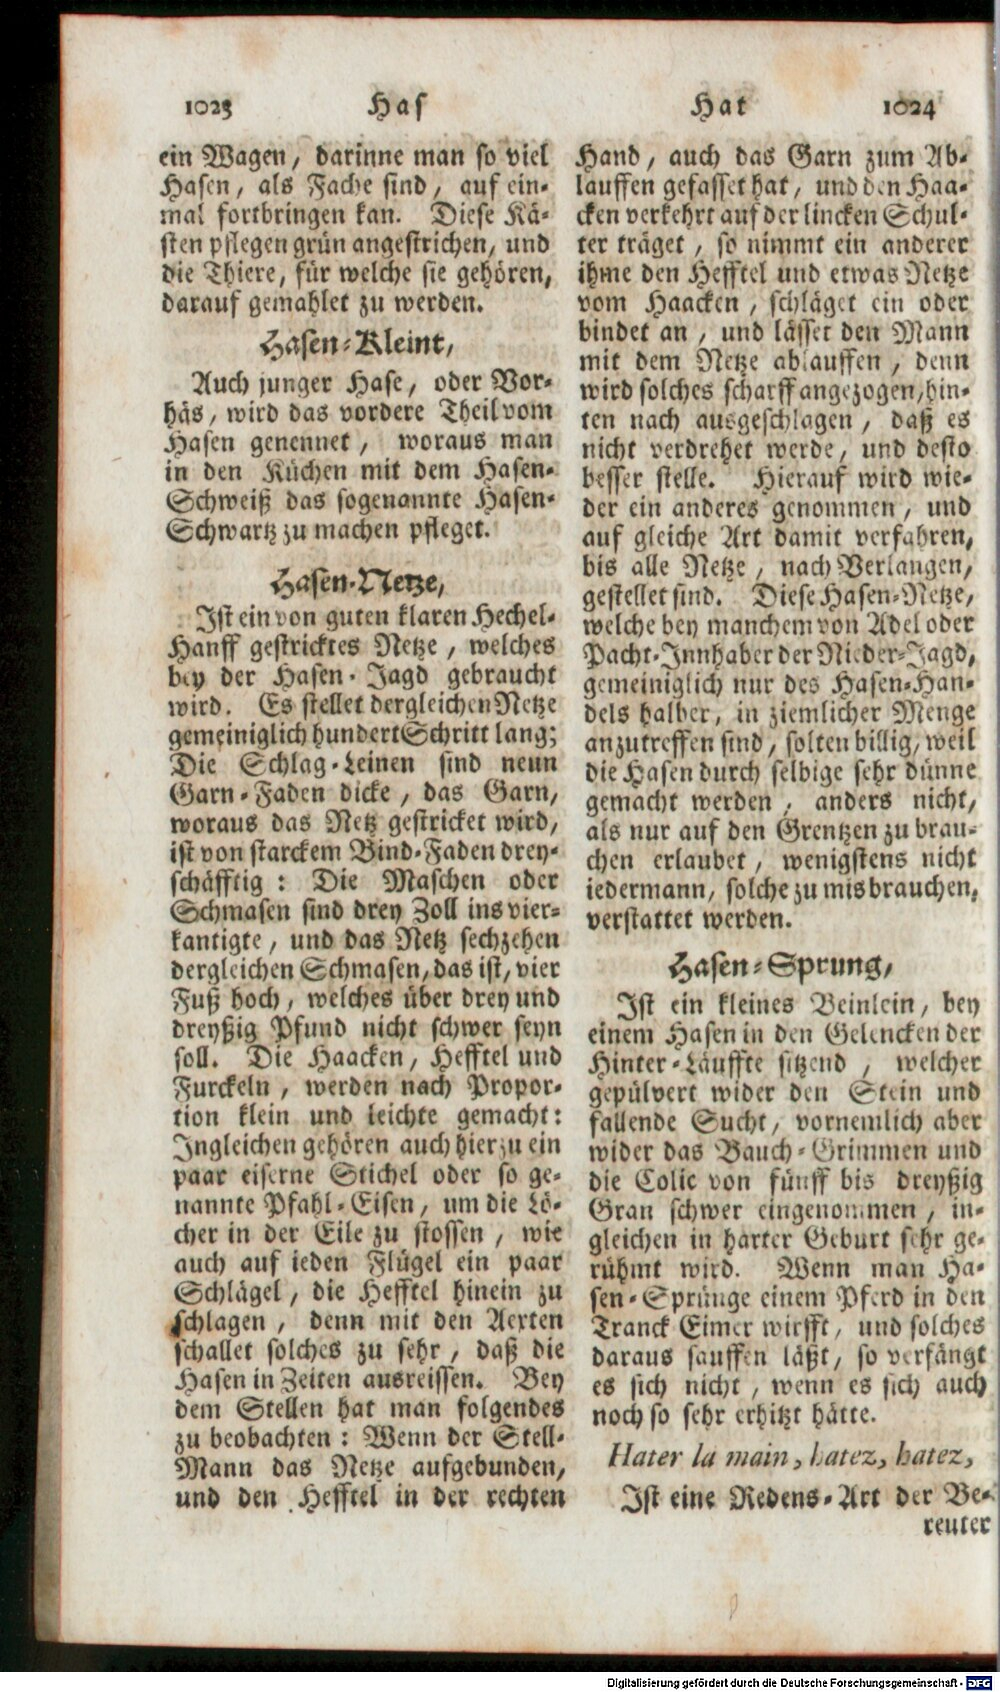 1023 Has
ein Wagen, darinne man so viel
Hasen, als Fache sind, auf ein-
mal fortbringen kan. Diese Kä-
sten pflegen grün angestrichen, und
die Thiere, für welche sie gehören,
darauf gemahlet zu werden.
Hasen-Kleint,
Auch junger Hase, oder Vor-
häs, wird das vordere Theil vom
Hasen genennet, woraus man
in den Küchen mit dem Hasen-
Schweiß das sogenannte Hasen-
Schwartz zu machen pfleget.
Hasen-Netze,
Ist ein von guten klaren Hechel-
Hanff gestricktes Netze, welches
bey der Hasen-Jagd gebraucht
wird. Es stellet dergleichen Netze
gemeiniglich hundert Schritt lang;
Die Schlag-Leinen sind neun
Garn-Faden dicke, das Garn,
woraus das Netz gestricket wird,
ist von starckem Bind-Faden drey-
schäfftig: Die Maschen oder
Schmasen sind drey Zoll ins vier-
kantigte, und das Netz sechzehen
dergleichen Schmasen, das ist, vier
Fuß hoch, welches über drey und
dreyßig Pfund nicht schwer seyn
soll. Die Haacken, Hefftel und
Furckeln, werden nach Propor-
tion klein und leichte gemacht:
Ingleichen gehören auch hierzu ein
paar eiserne Stichel oder so ge-
nannte Pfahl-Eisen, um die Lö-
cher in der Eile zu stossen, wie
auch auf ieden Flügel ein paar
Schlägel, die Hefftel hinein zu
schlagen, denn mit den Aexten
schallet solches zu sehr, daß die
Hasen in Zeiten ausreissen. Bey
dem Stellen hat man folgendes
zu beobachten: Wenn der Stell-
Mann das Netze aufgebunden,
und den Hefftel in der rechten
Hat 1024
Hand, auch das Garn zum Ab-
lauffen gefasset hat, und den Haa-
cken verkehrt auf der lincken Schul-
ter träget, so nimmt ein anderer
ihme den Hefftel und etwas Netze
vom Haacken, schläget ein oder
bindet an, und lässet den Mann
mit dem Netze ablauffen, denn
wird solches scharff angezogen, hin-
ten nach ausgeschlagen, daß es
nicht verdrehet werde, und desto
besser stelle. Hierauf wird wie-
der ein anderes genommen, und
auf gleiche Art damit verfahren,
bis alle Netze, nach Verlangen,
gestellet sind. Diese Hasen-Netze,
welche bey manchem von Adel oder
Pacht-Innhaber der Nieder-Jagd,
gemeiniglich nur des Hasen-Han-
dels halber, in ziemlicher Menge
anzutreffen sind, solten billig, weil
die Hasen durch selbige sehr dünne
gemacht werden, anders nicht,
als nur auf den Grentzen zu brau-
chen erlaubet, wenigstens nicht
iedermann, solche zu misbrauchen,
verstattet werden.
Hasen-Sprung,
Ist ein kleines Beinlein, bey
einem Hasen in den Gelencken der
Hinter-Läuffte sitzend, welcher
gepülvert wider den Stein und
fallende Sucht, vornemlich aber
wider das Bauch-Grimmen und
die Colic von fünff bis dreyßig
Gran schwer eingenommen, in-
gleichen in harter Geburt sehr ge-
rühmt wird. Wenn man Ha-
sen-Sprünge einem Pferd in den
Tranck Eimer wirfft, und solches
daraus sauffen läßt, so verfängt
es sich nicht, wenn es sich auch
noch so sehr erhitzt hätte.
Hater la main, hatez, hatez,
Ist eine Redens-Art der Be-
reuter
Digitalisierung gefördert durch die Deutsche Forschungsgemeinschaft - DFG